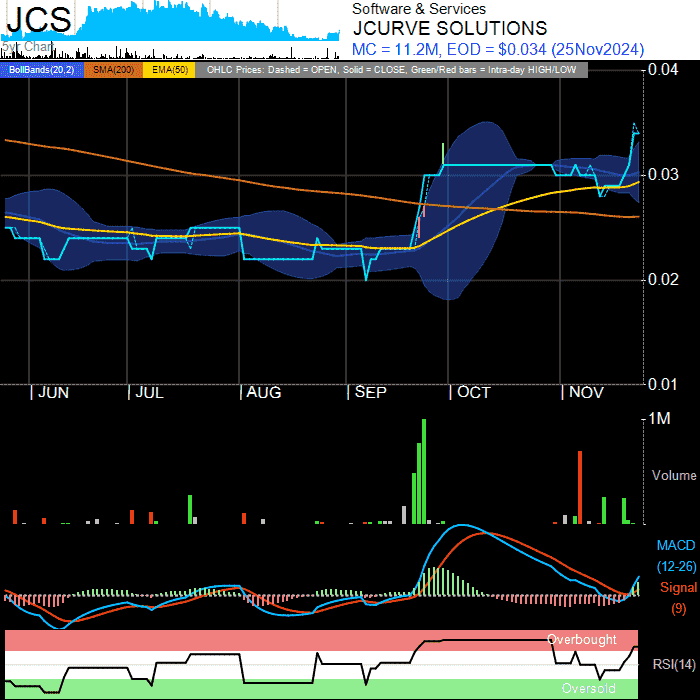 JCS
5yr Chart
Software & Services
JCURVE SOLUTIONS
MC = 11.2M, EOD = $0.034 (25Nov2024)
BollBands(20,2) SMA(200) EMA(50) OHLC Prices: Dashed = OPEN, Solid = CLOSE, Green/Red bars = Intra-day HIGH/LOW
0.04
0.03
0.02
0.01
JUN JUL AUG SEP OCT NOV
1M
Volume
MACD
(12-26)
Signal
(9)
Overbought
RSI(14)
Oversold